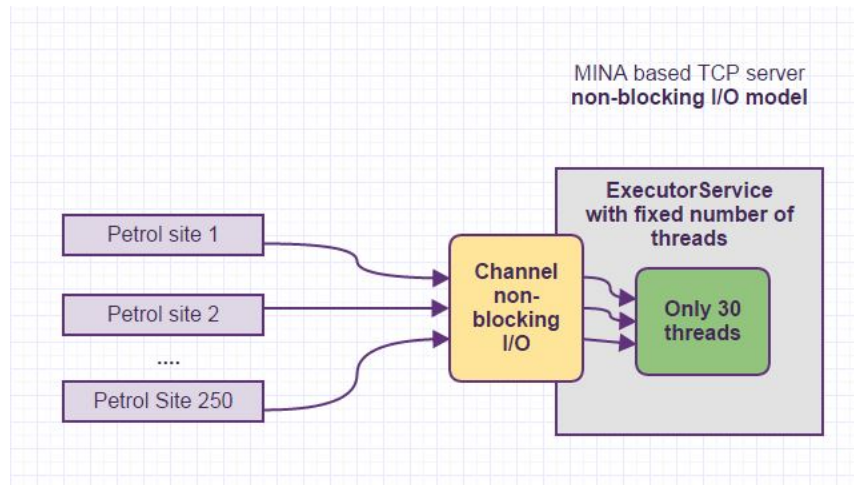 MINA based TCP server
non-blocking I/O model
ExecutorService
with fixed number of
threads
Petrol site 1
Channel
non-
blocking
I/O
Only 30
threads
Petrol site 2
....
Petrol Site 250